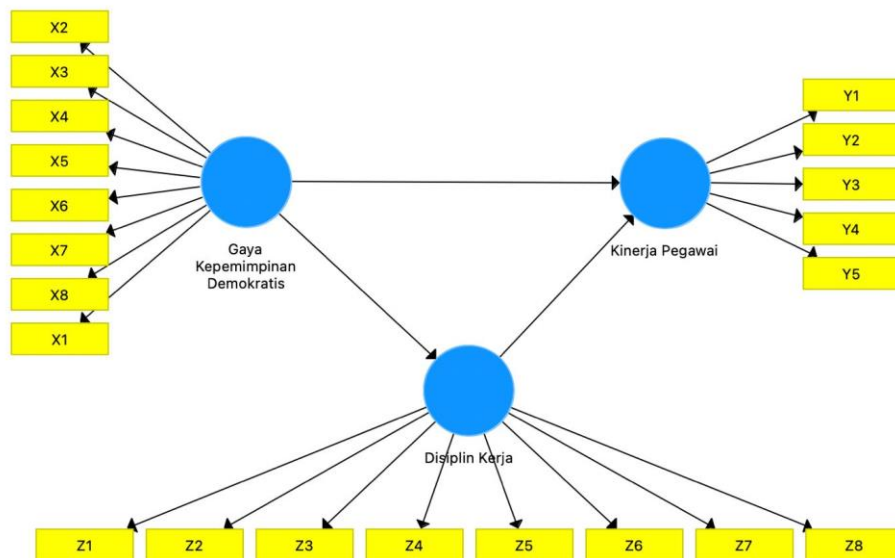 X2
X3
X4
X5
X6
X7
X8
X1
Gaya
Kepemimpinan
Demokratis
Y1
Y2
Y3
Y4
Y5
Kinerja Pegawai
Disiplin Kerja
Z1
Z2
Z3
Z4
Z5
Z6
Z7
Z8